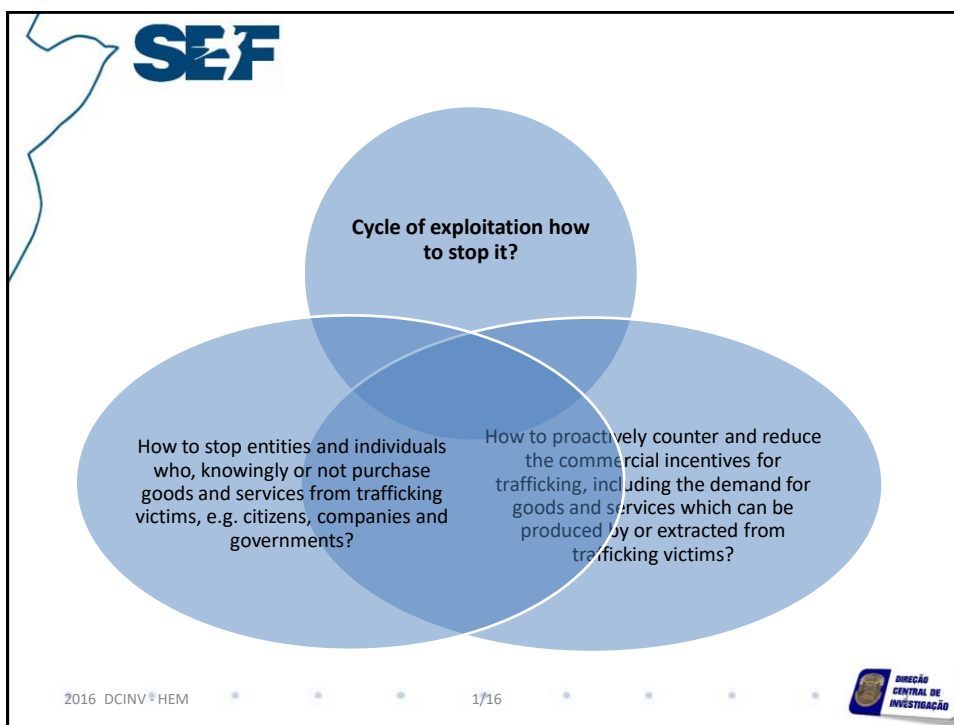 SEF
Cycle of exploitation how
to stop it?
How to stop entities and individuals
who, knowingly or not purchase
goods and services from trafficking
victims, e.g. citizens, companies and
governments?
How to proactively counter and reduce
the commercial incentives for
trafficking, including the demand for
goods and services which can be
produced by or extracted from
trafficking victims?
2016 DCINV - HEM
1/16
DIREÇÃO
CENTRAL DE
INVESTIGAÇÃO